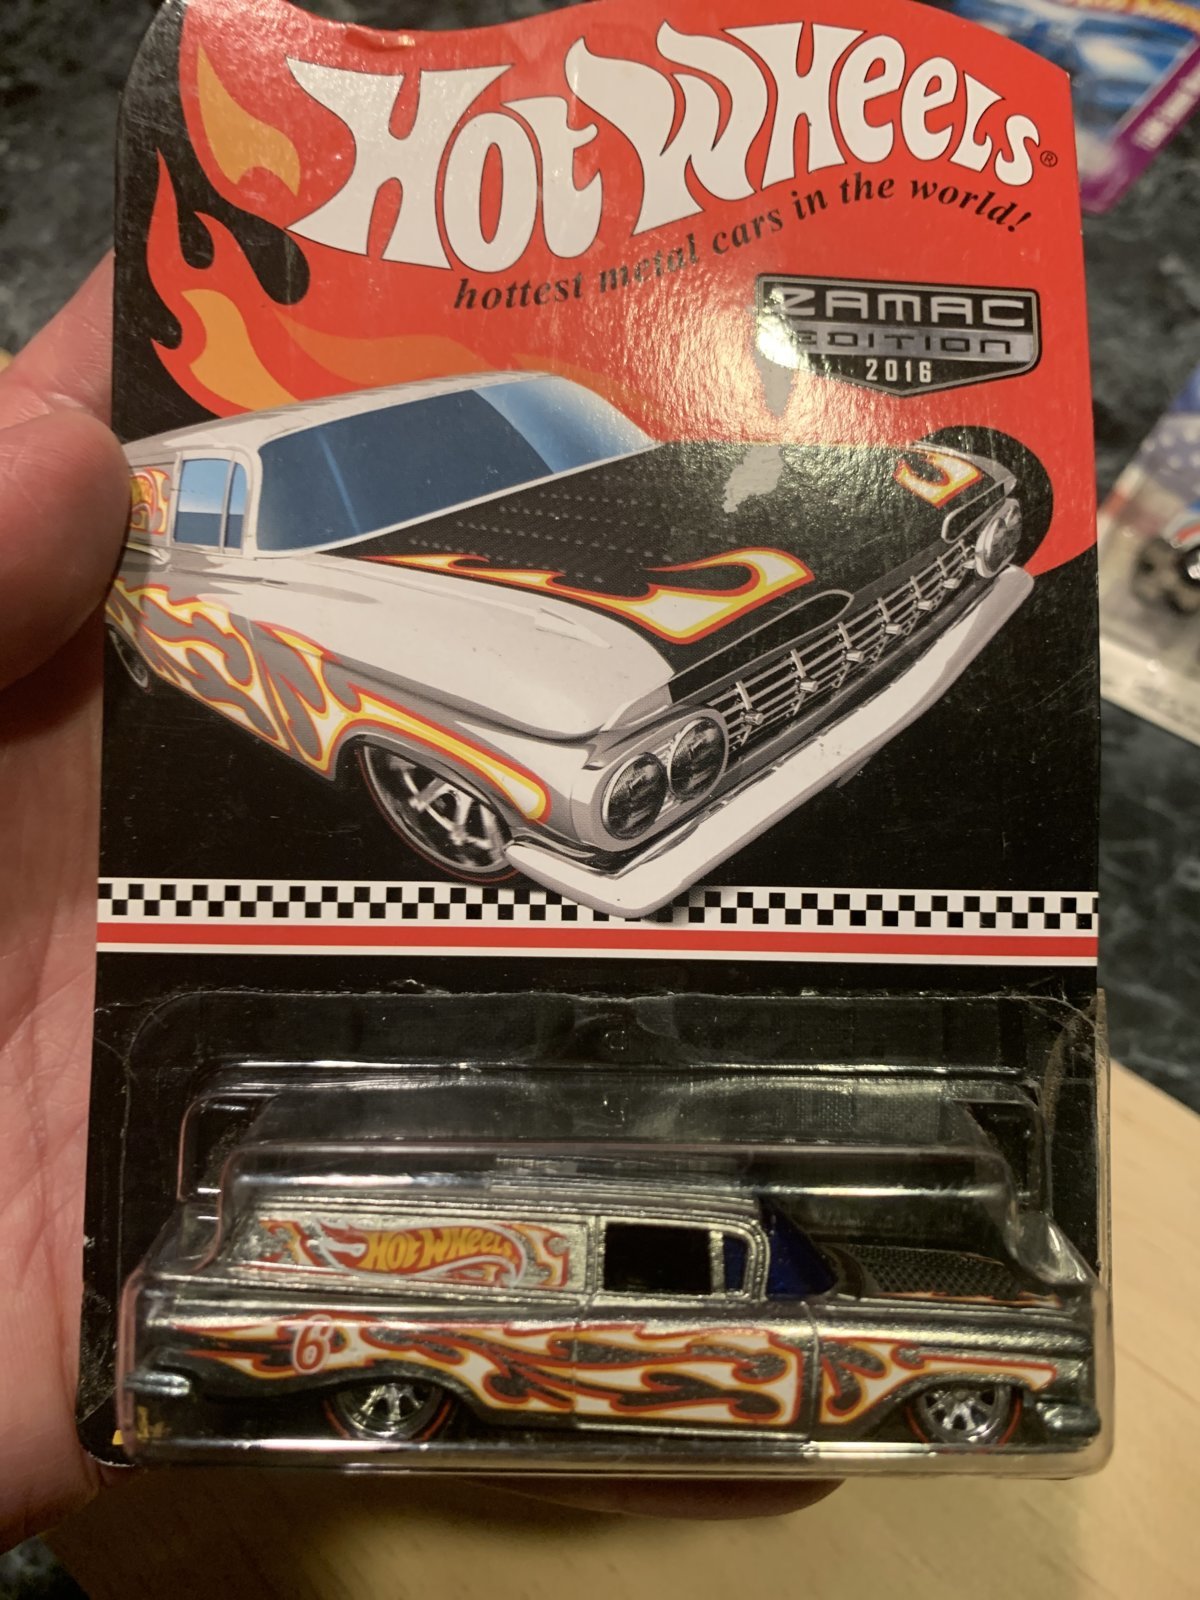 HOT WHEELS®
hottest metal cars in the world!
ZAMAC
EDITION
2016
HOT WHEELS
6